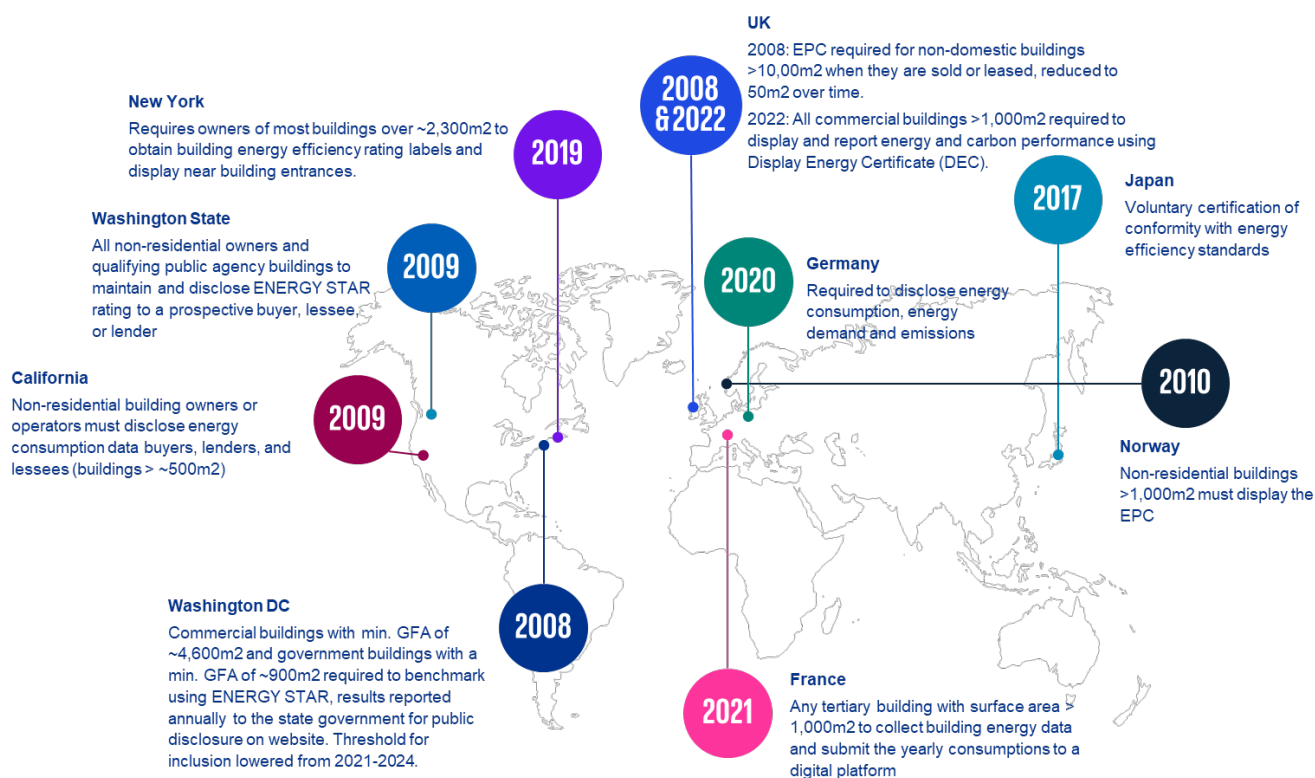 UK
2008: EPC required for non-domestic buildings
>10,00m2 when they are sold or leased, reduced to
50m2 over time.
2022: All commercial buildings >1,000m2 required to
display and report energy and carbon performance using
Display Energy Certificate (DEC).
2008
& 2022
New York
Requires owners of most buildings over ~2,300m2 to
obtain building energy efficiency rating labels and
display near building entrances.
2019
2017
Japan
Voluntary certification of
conformity with energy
efficiency standards
Washington State
All non-residential owners and
qualifying public agency buildings to
maintain and disclose ENERGY STAR
rating to a prospective buyer, lessee,
or lender
2009
2020
Germany
Required to disclose energy
consumption, energy
demand and emissions
California
Non-residential building owners or
operators must disclose energy
consumption data buyers, lenders, and
lessees (buildings > ~500m2)
2009
2010
Norway
Non-residential buildings
>1,000m2 must display the
EPC
Washington DC
Commercial buildings with min. GFA of
~4,600m2 and government buildings with a
min. GFA of ~900m2 required to benchmark
using ENERGY STAR, results reported
annually to the state government for public
disclosure on website. Threshold for
inclusion lowered from 2021-2024.
2008
2021
France
Any tertiary building with surface area >
1,000m2 to collect building energy data
and submit the yearly consumptions to a
digital platform